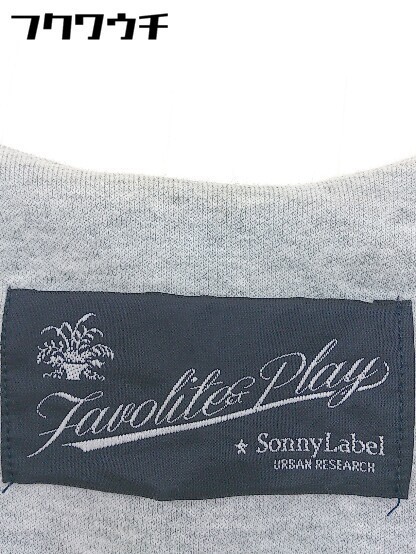 フクワウチ
Favolite & Play
★ SonnyLabel
URBAN RESEARCH